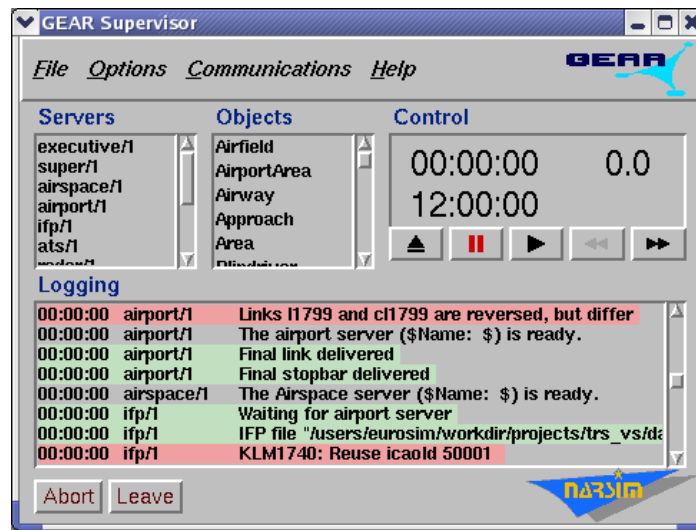 GEAR Supervisor
File Options Communications Help
GEAR
Servers Objects Control
executive/1
super/1
airspace/1
airport/1
ifp/1
ats/1
radar/1
Airfield
AirportArea
Airway
Approach
Area
Blindriver
00:00:00 0.0
12:00:00
Logging
00:00:00 airport/1 Links l1799 and cl1799 are reversed, but differ
00:00:00 airport/1 The airport server ($Name: $) is ready.
00:00:00 airport/1 Final link delivered
00:00:00 airport/1 Final stopbar delivered
00:00:00 airspace/1 The Airspace server ($Name: $) is ready.
00:00:00 ifp/1 Waiting for airport server
00:00:00 ifp/1 IFP file "/users/eurosim/workdir/projects/trs_vs/da
00:00:00 ifp/1 KLM1740: Reuse icaoId 50001
Abort Leave
NARSIM